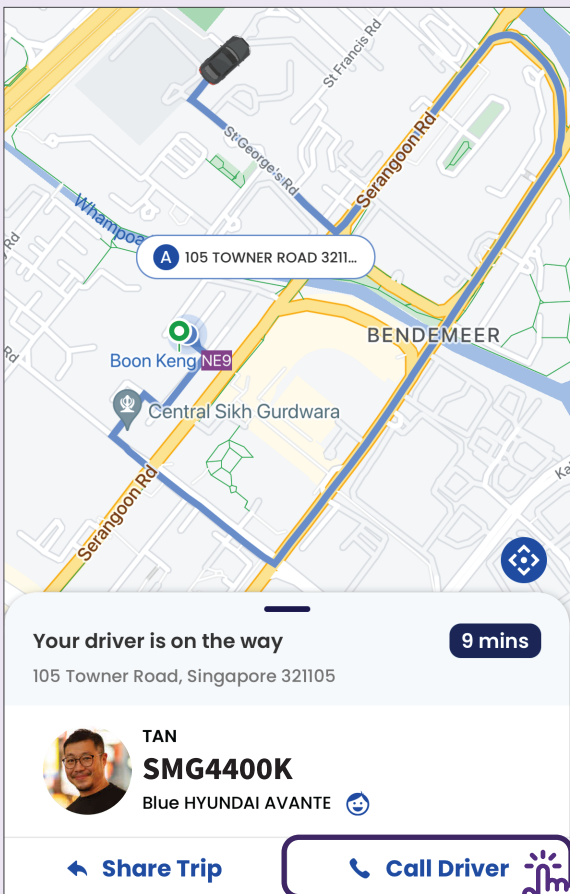 St Francis Rd
Serangoon Rd
St George's Rd
Whampoa
A 105 TOWNER ROAD 3211...
BENDEMEER
Boon Keng NE9
Central Sikh Gurdwara
Serangoon Rd
Your driver is on the way
9 mins
105 Towner Road, Singapore 321105
TAN
SMG4400K
Blue HYUNDAI AVANTE
Share Trip
Call Driver